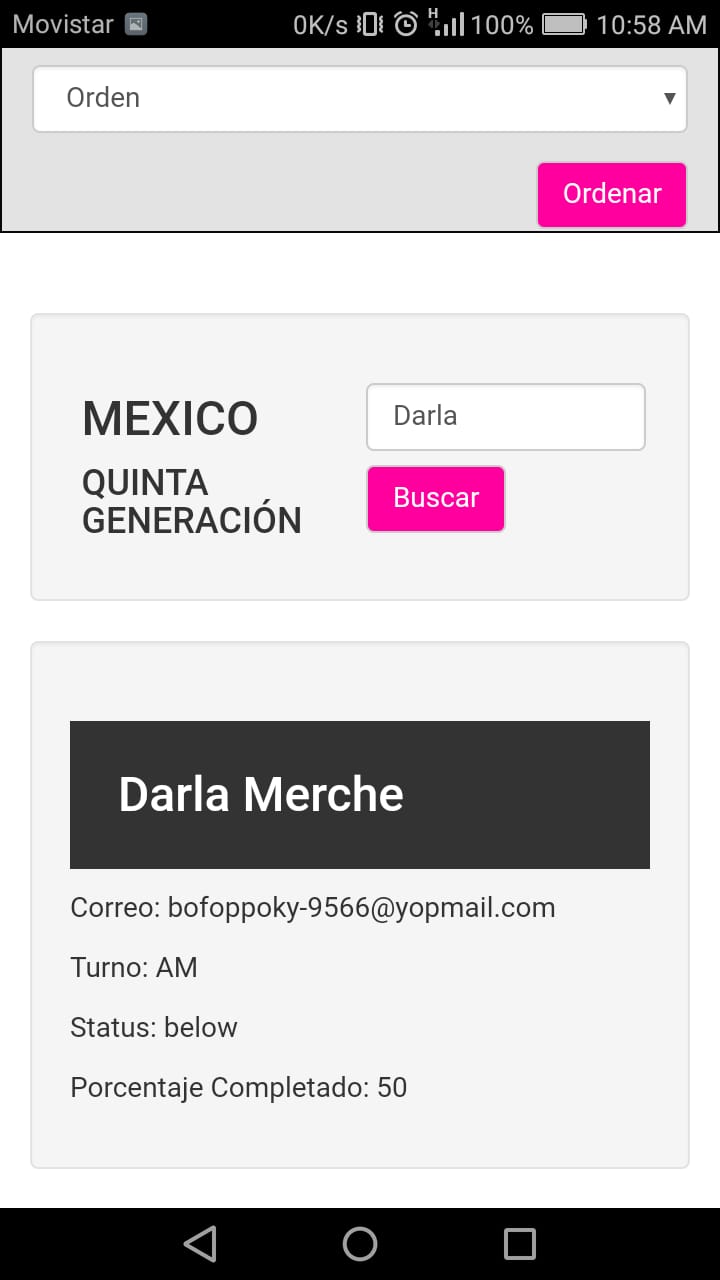 Movistar 0K/s H 100% 10:58 AM
Orden
Ordenar
MEXICO
QUINTA
GENERACIÓN
Darla
Buscar
Darla Merche
Correo: bofoppoky-9566@yopmail.com
Turno: AM
Status: below
Porcentaje Completado: 50